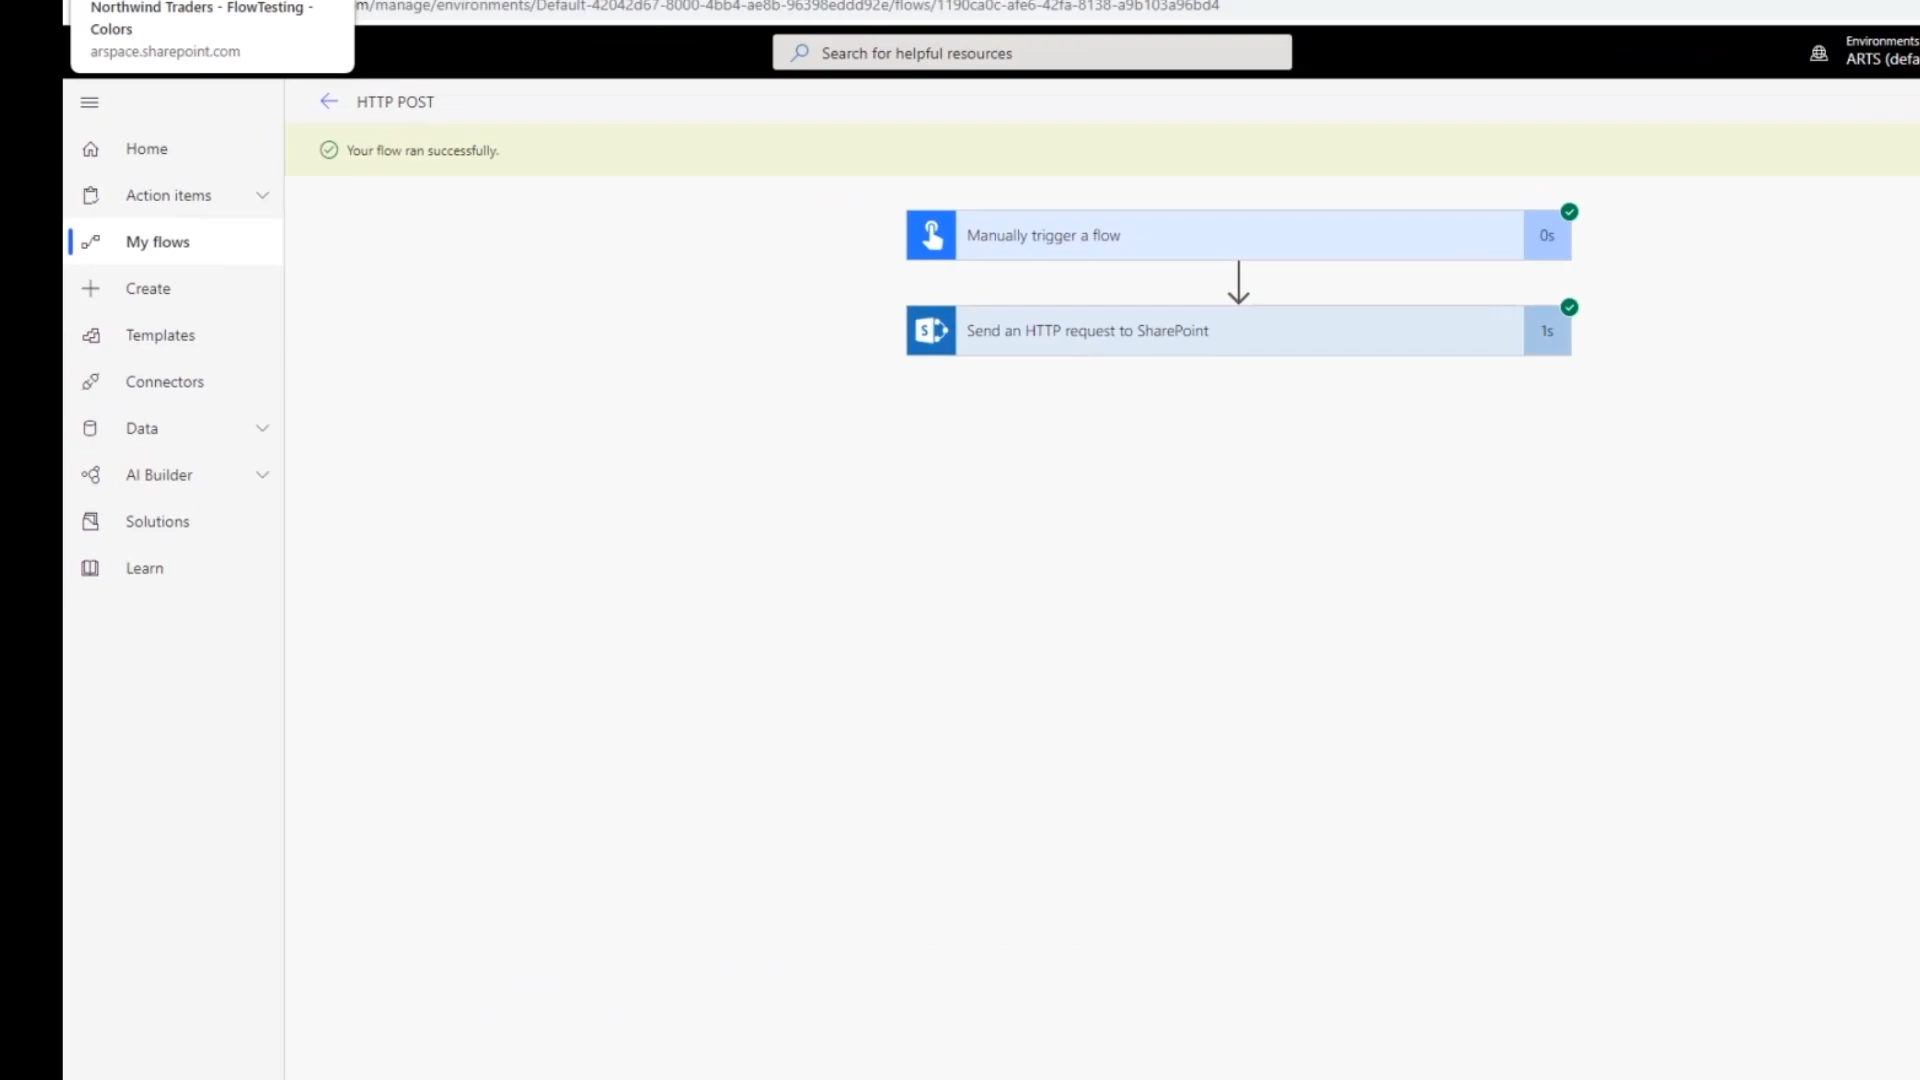 Northwind Traders - FlowTesting -
Colors
arspace.sharepoint.com
m/manage/environments/Default-42042d67-8000-4bb4-ae8b-96398eddd92e/flows/1190ca0c-afe6-42fa-8138-a9b103a96bd4
Search for helpful resources
Environments
ARTS (defa
HTTP POST
Your flow ran successfully.
Home
Action items
My flows
Create
Templates
Connectors
Data
AI Builder
Solutions
Learn
Manually trigger a flow
0s
Send an HTTP request to SharePoint
1s